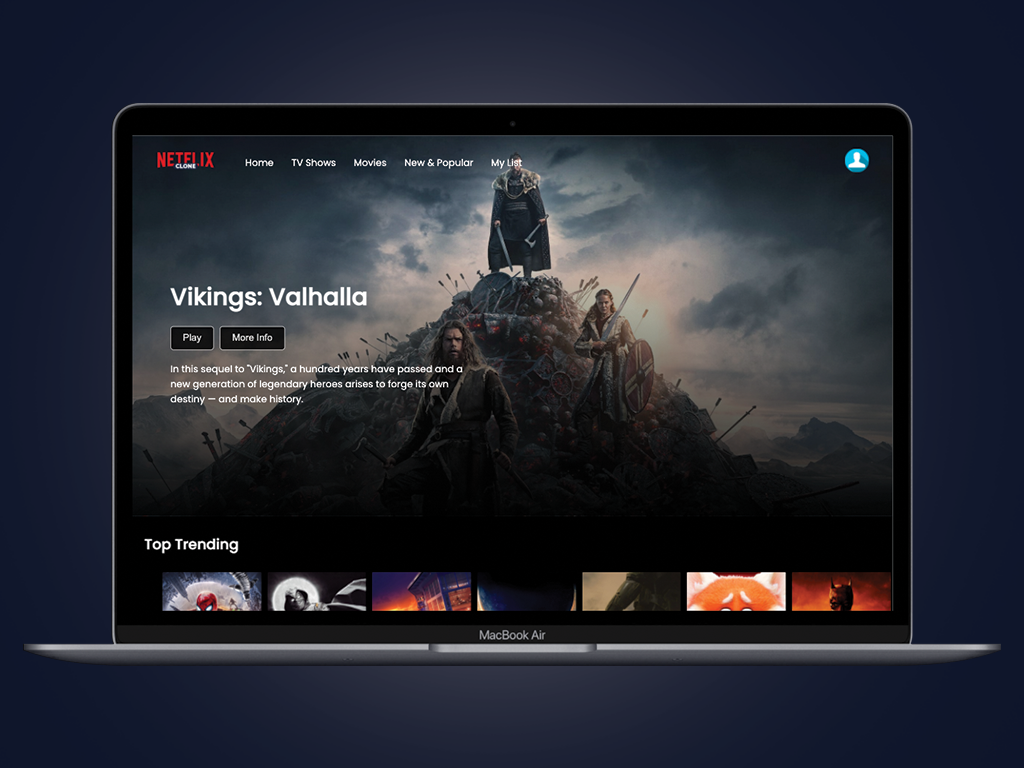 NETFLIX
CLONE
Home TV Shows Movies New & Popular My List
Vikings: Valhalla
Play More Info
In this sequel to "Vikings," a hundred years have passed and a
new generation of legendary heroes arises to forge its own
destiny — and make history.
Top Trending
MacBook Air